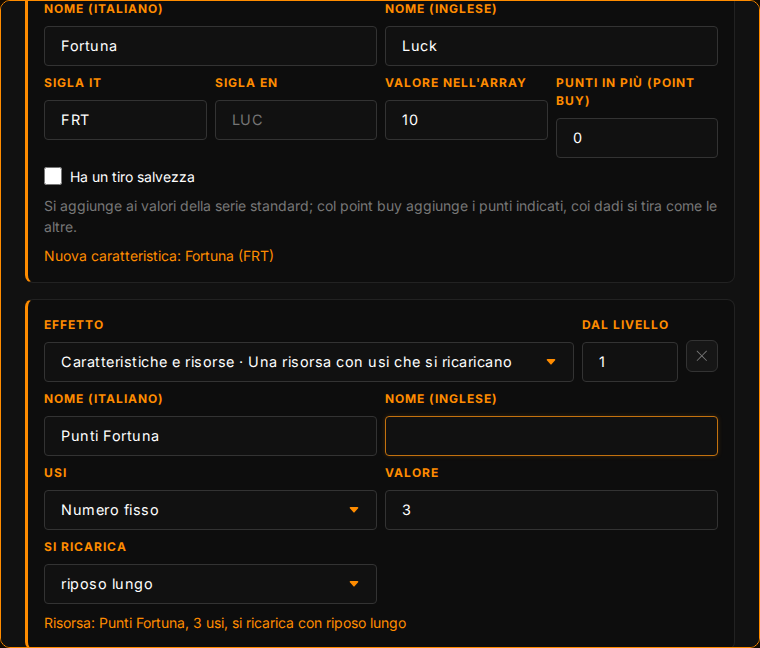 NOME (ITALIANO) NOME (INGLESE)
Fortuna Luck
SIGLA IT SIGLA EN VALORE NELL'ARRAY PUNTI IN PIÙ (POINT BUY)
FRT LUC 10 0
Ha un tiro salvezza
Si aggiunge ai valori della serie standard; col point buy aggiunge i punti indicati, coi dadi si tira come le
altre.
Nuova caratteristica: Fortuna (FRT)
EFFETTO DAL LIVELLO
Caratteristiche e risorse · Una risorsa con usi che si ricaricano 1
NOME (ITALIANO) NOME (INGLESE)
Punti Fortuna
USI VALORE
Numero fisso 3
SI RICARICA
riposo lungo
Risorsa: Punti Fortuna, 3 usi, si ricarica con riposo lungo